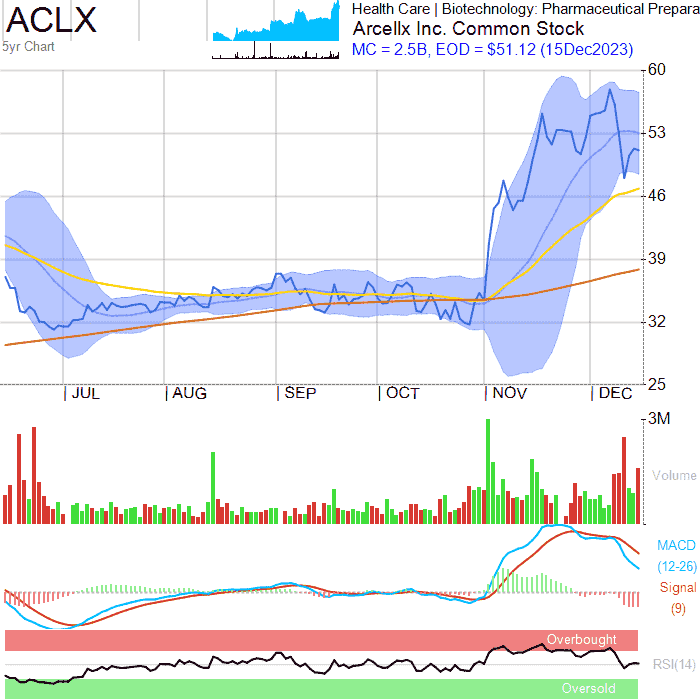 ACLX
5yr Chart
Health Care | Biotechnology: Pharmaceutical Prepara
Arcellx Inc. Common Stock
MC = 2.5B, EOD = $51.12 (15Dec2023)
60
53
46
39
32
25
JUL
AUG
SEP
OCT
NOV
DEC
3M
Volume
MACD
(12-26)
Signal
(9)
Overbought
RSI(14)
Oversold